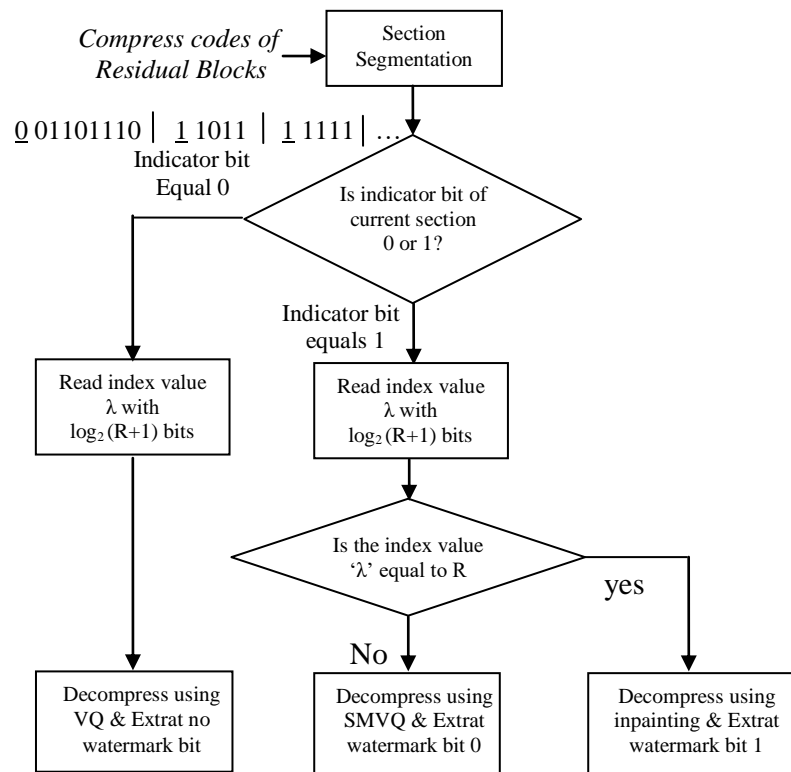 Compress codes of
Residual Blocks
Section
Segmentation
0 01101110 | 1 1011 | 1 1111 | …
Indicator bit
Equal 0
Is indicator bit of
current section
0 or 1?
Indicator bit
equals 1
Read index value
λ with
log₂ (R+1) bits
Read index value
λ with
log₂ (R+1) bits
Is the index value
‘λ’ equal to R
yes
No
Decompress using
VQ & Extrat no
watermark bit
Decompress using
SMVQ & Extrat
watermark bit 0
Decompress using
inpainting & Extrat
watermark bit 1